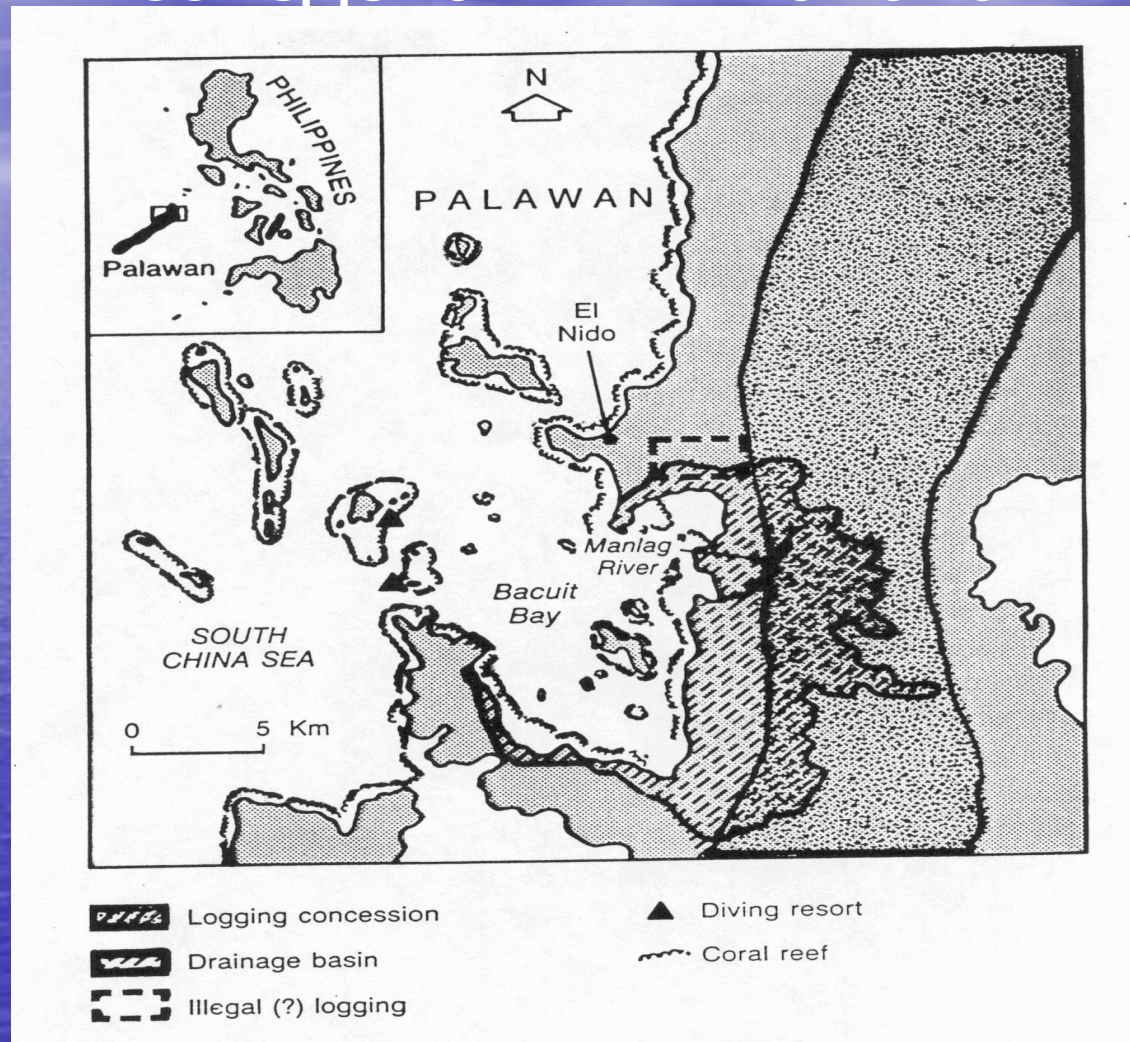 PHILIPPINES
Palawan
N
PALAWAN
El
Nido
Manlag
River
Bacuit
Bay
SOUTH
CHINA SEA
0 5 Km
Logging concession
Drainage basin
Illegal (?) logging
Diving resort
Coral reef